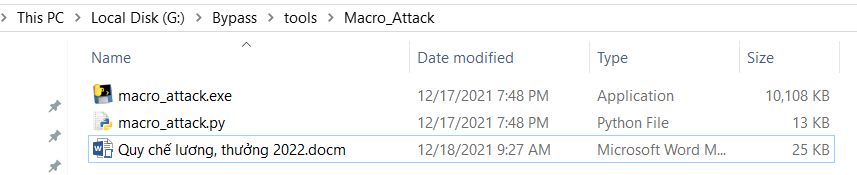 This PC > Local Disk (G:) > Bypass > tools > Macro_Attack
Name Date modified Type Size
macro_attack.exe 12/17/2021 7:48 PM Application 10,108 KB
macro_attack.py 12/17/2021 7:48 PM Python File 13 KB
Quy chế lương, thưởng 2022.docm 12/18/2021 9:27 AM Microsoft Word M... 25 KB